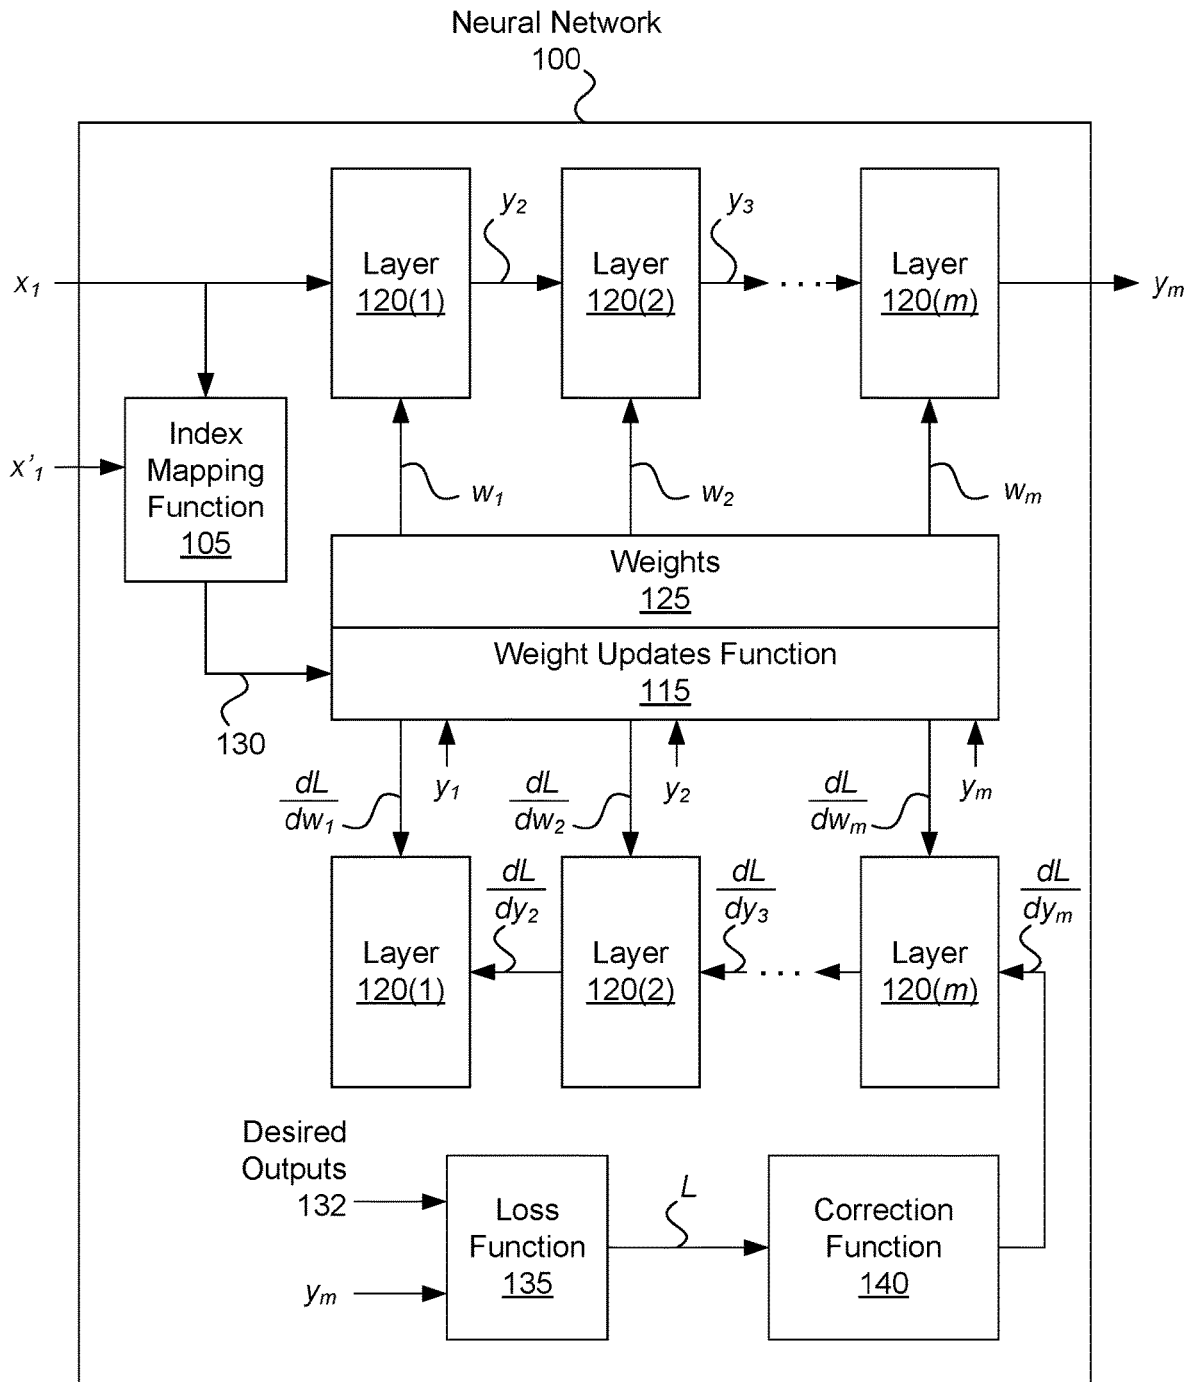 Neural Network
100
y2
y3
x1
Layer
120(1)
Layer
120(2)
. . .
Layer
120(m)
ym
x'1
Index
Mapping
Function
105
w1
w2
wm
Weights
125
Weight Updates Function
115
130
dL
dw1
y1
dL
dw2
y2
dL
dwm
ym
dL
dy2
dL
dy3
dL
dym
Layer
120(1)
Layer
120(2)
. . .
Layer
120(m)
Desired
Outputs
132
ym
Loss
Function
135
L
Correction
Function
140